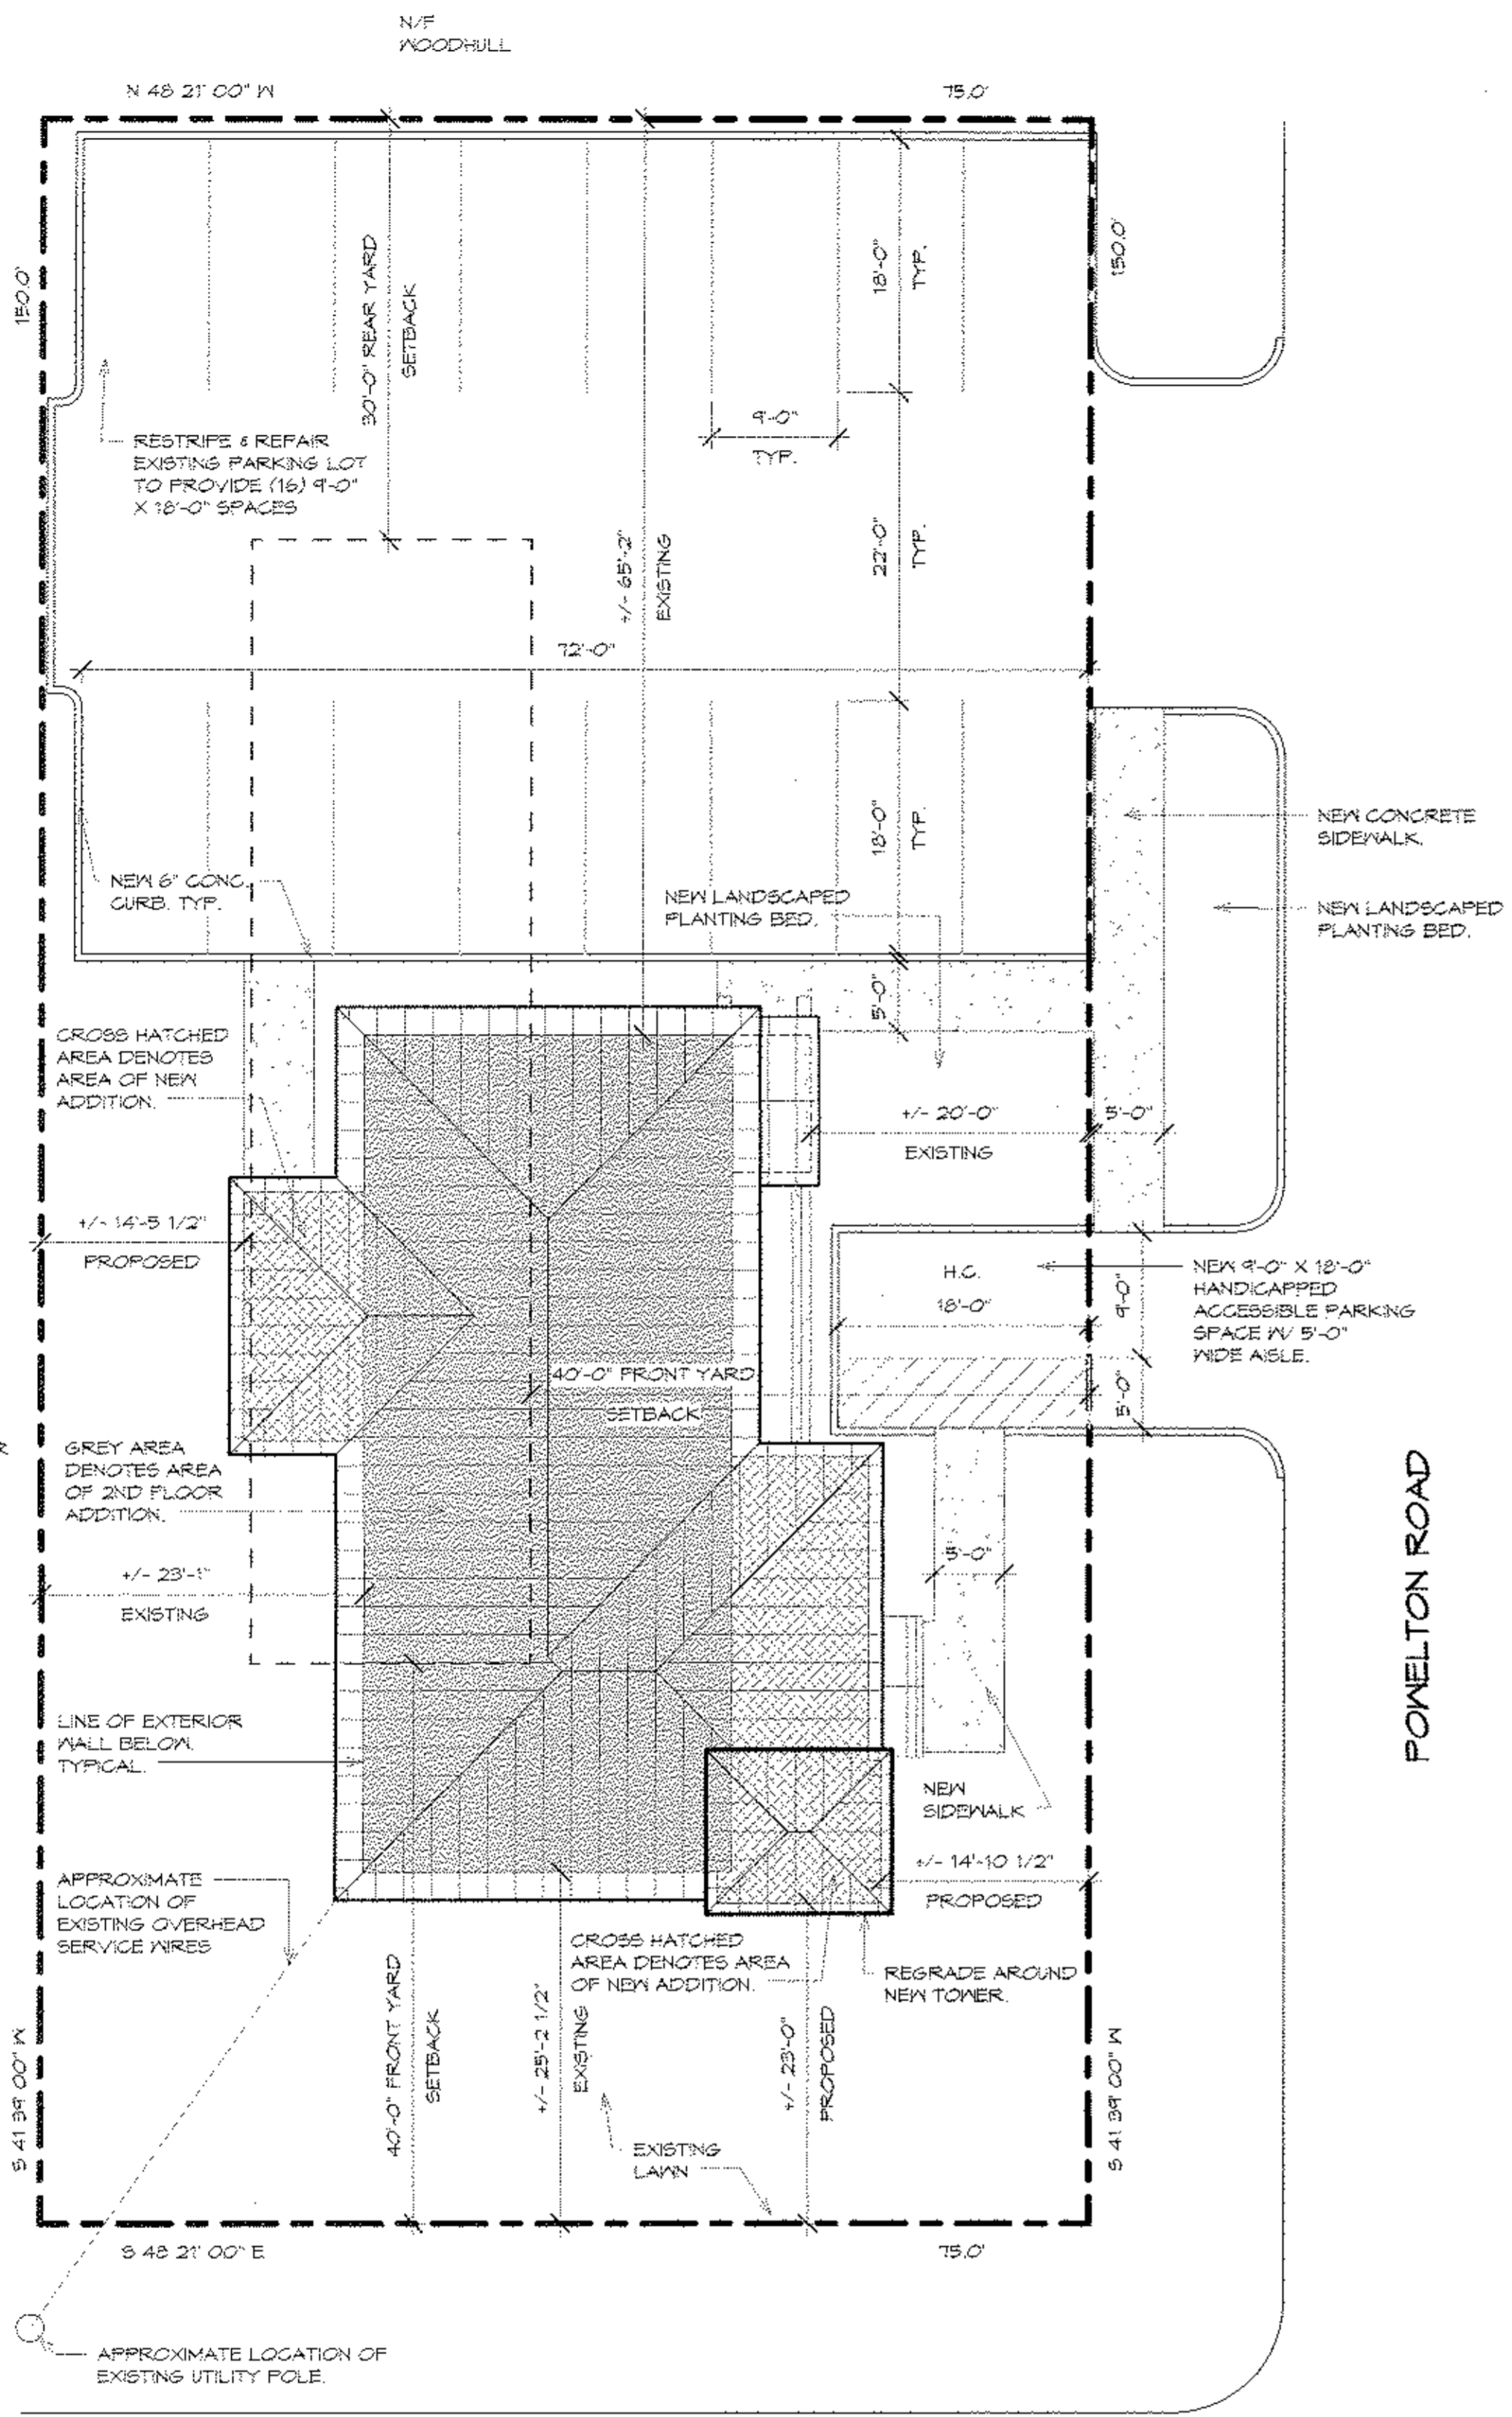 N/F
WOODHULL
N 48 21' 00" W
75.0'
150.0'
150.0'
30'-0" REAR YARD
SETBACK
18'-0"
TYP.
9'-0"
TYP.
RESTRIPE & REPAIR
EXISTING PARKING LOT
TO PROVIDE (16) 9'-0"
X 18'-0" SPACES
+/- 65'-2"
EXISTING
22'-0"
TYP.
72'-0"
18'-0"
TYP.
NEW CONCRETE
SIDEWALK.
NEW 6" CONC.
CURB. TYP.
NEW LANDSCAPED
PLANTING BED.
NEW LANDSCAPED
PLANTING BED.
5'-0"
CROSS HATCHED
AREA DENOTES
AREA OF NEW
ADDITION.
+/- 20'-0"
EXISTING
5'-0"
+/- 14'-5 1/2"
PROPOSED
H.C.
18'-0"
9'-0"
NEW 9'-0" X 18'-0"
HANDICAPPED
ACCESSIBLE PARKING
SPACE W/ 5'-0"
WIDE AISLE.
40'-0" FRONT YARD
SETBACK
5'-0"
GREY AREA
DENOTES AREA
OF 2ND FLOOR
ADDITION.
POWELTON ROAD
5'-0"
+/- 23'-1"
EXISTING
LINE OF EXTERIOR
WALL BELOW.
TYPICAL.
NEW
SIDEWALK
APPROXIMATE
LOCATION OF
EXISTING OVERHEAD
SERVICE WIRES
+/- 14'-10 1/2"
PROPOSED
CROSS HATCHED
AREA DENOTES AREA
OF NEW ADDITION.
REGRADE AROUND
NEW TOWER.
40'-0" FRONT YARD
SETBACK
+/- 25'-2 1/2"
EXISTING
+/- 23'-0"
PROPOSED
S 41 39' 00" W
S 41 39' 00" W
EXISTING
LAWN
S 48 21' 00" E
75.0'
APPROXIMATE LOCATION OF
EXISTING UTILITY POLE.